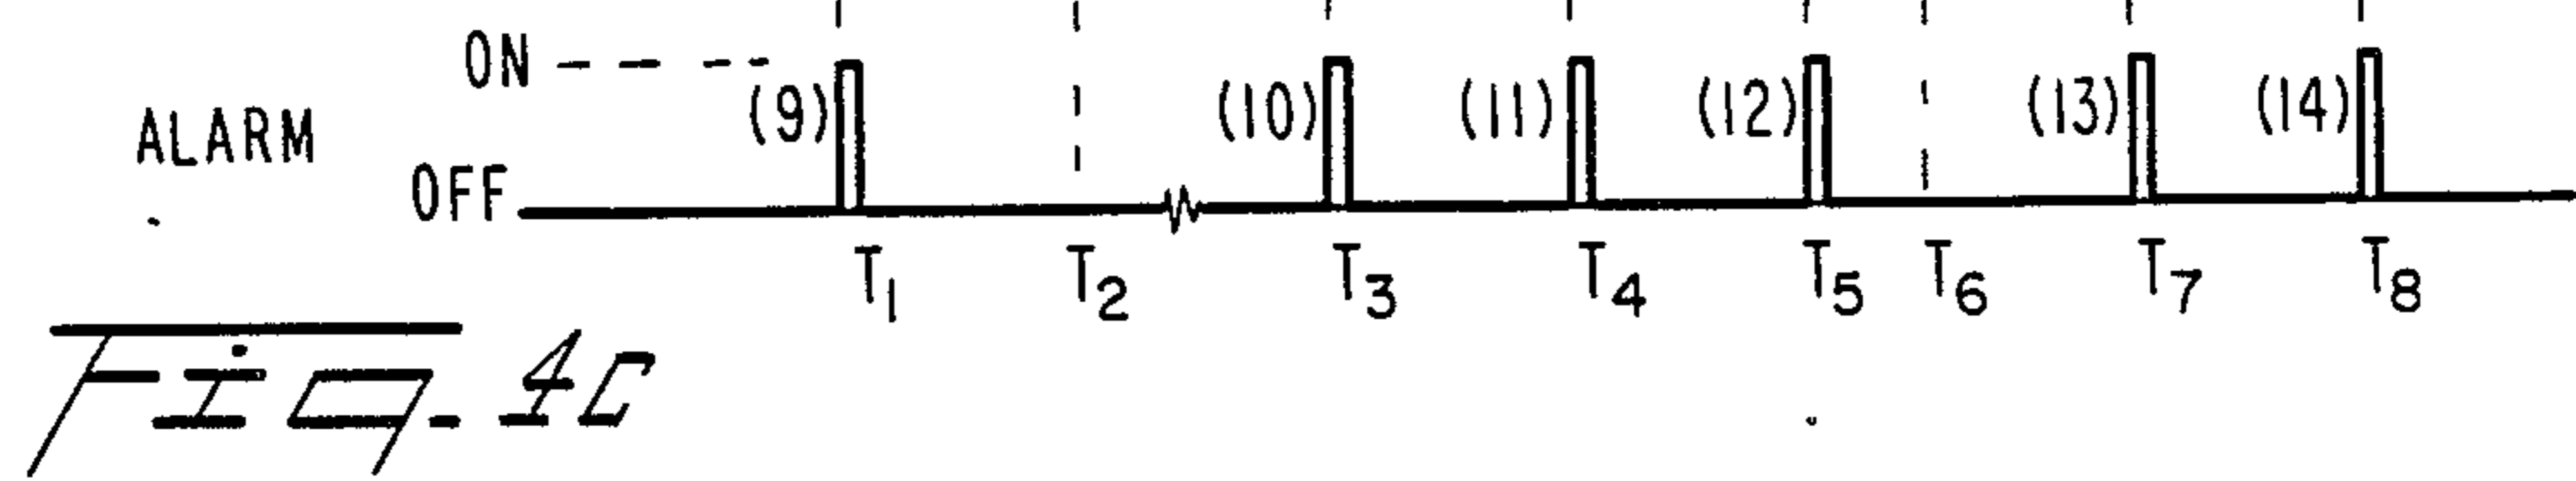 ON
(9) (10) (11) (12) (13) (14)
ALARM
OFF
T1 T2 T3 T4 T5 T6 T7 T8
Fig. 4C